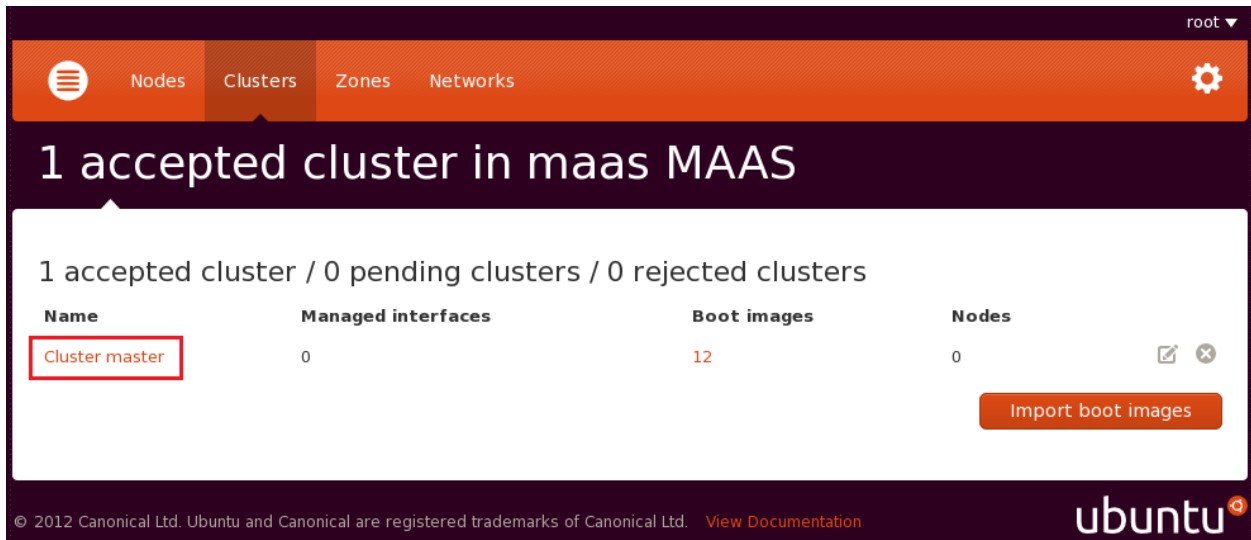 root
Nodes Clusters Zones Networks
1 accepted cluster in maas MAAS
1 accepted cluster / 0 pending clusters / 0 rejected clusters
Name Managed interfaces Boot images Nodes
Cluster master 0 12 0
Import boot images
© 2012 Canonical Ltd. Ubuntu and Canonical are registered trademarks of Canonical Ltd. View Documentation
ubuntu